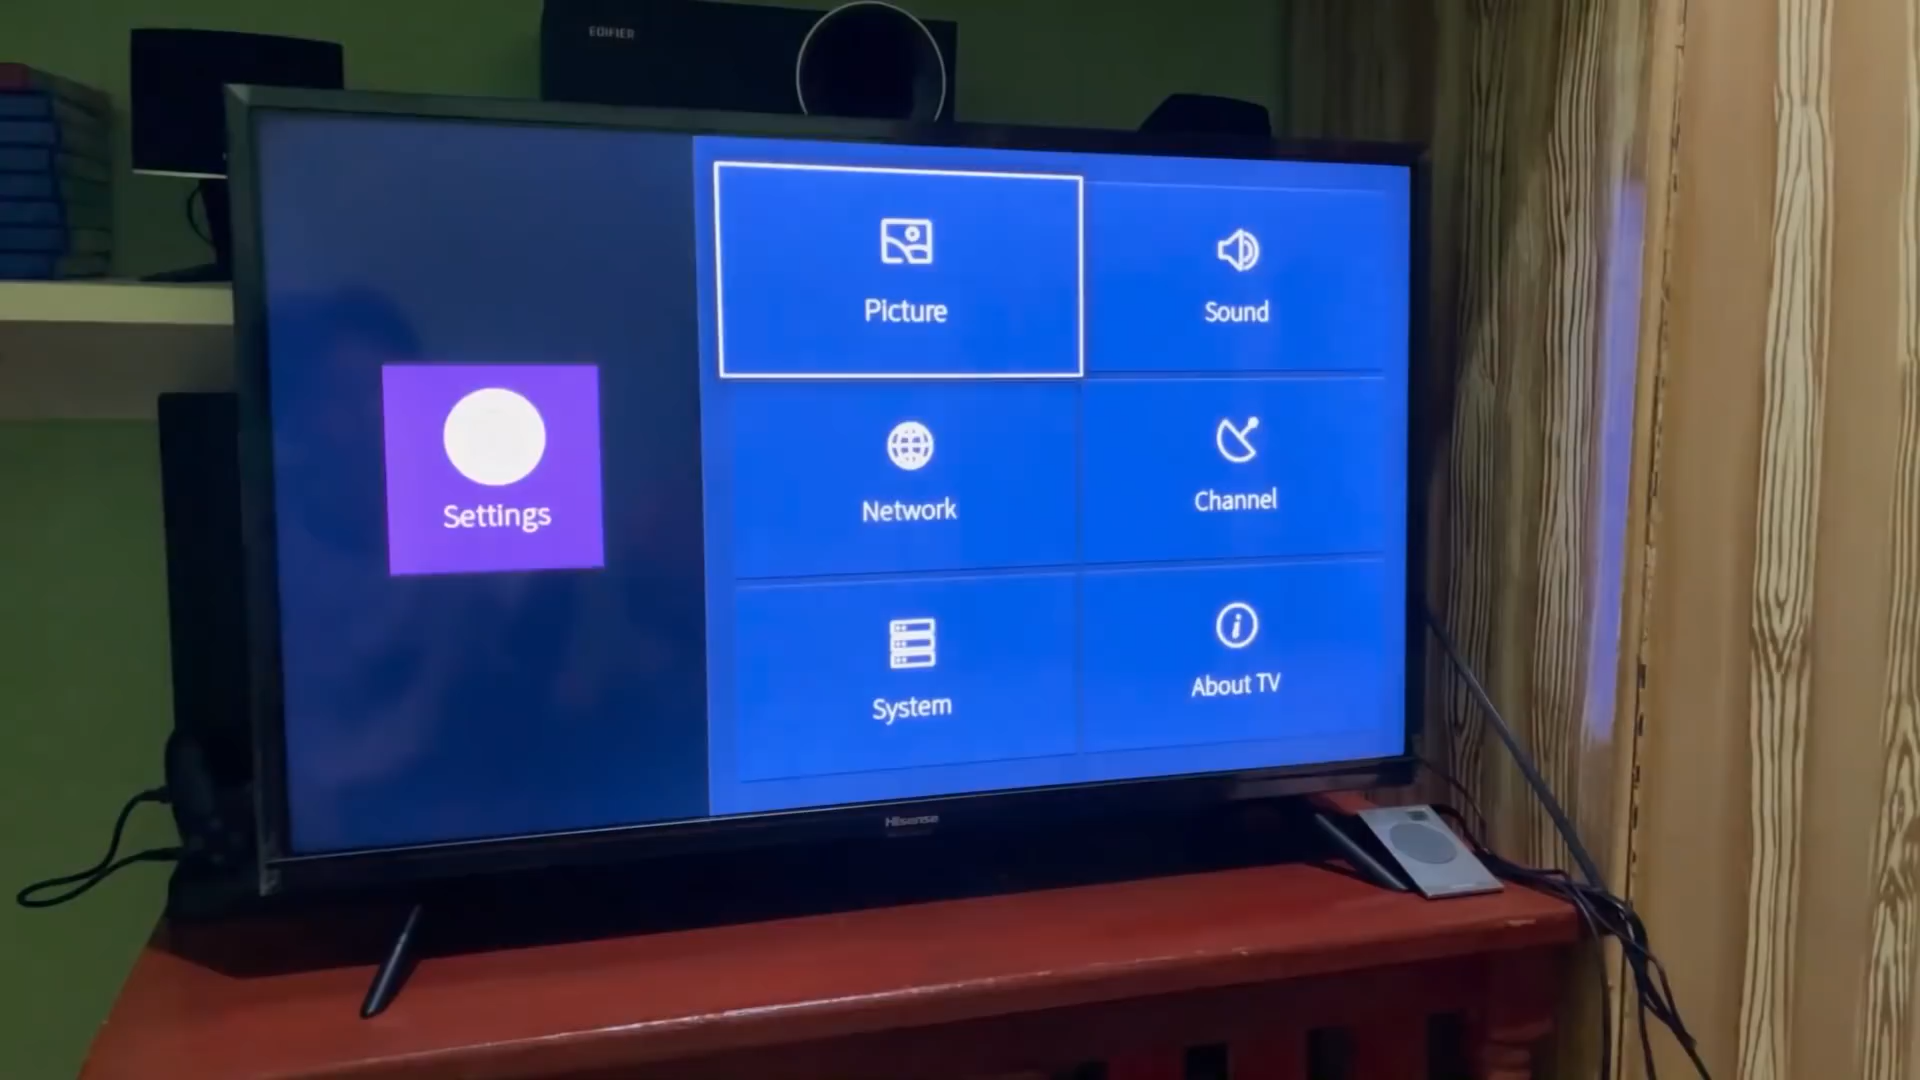 EDIFIER
Picture
Sound
Settings
Network
Channel
System
About TV
Hisense